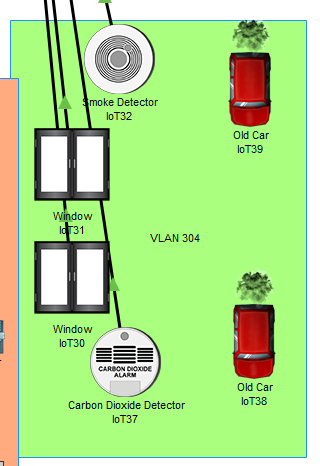 Smoke Detector
IoT32
Old Car
IoT39
Window
IoT31
VLAN 304
Window
IoT30
CARBON DIOXIDE
ALARM
Carbon Dioxide Detector
IoT37
Old Car
IoT38